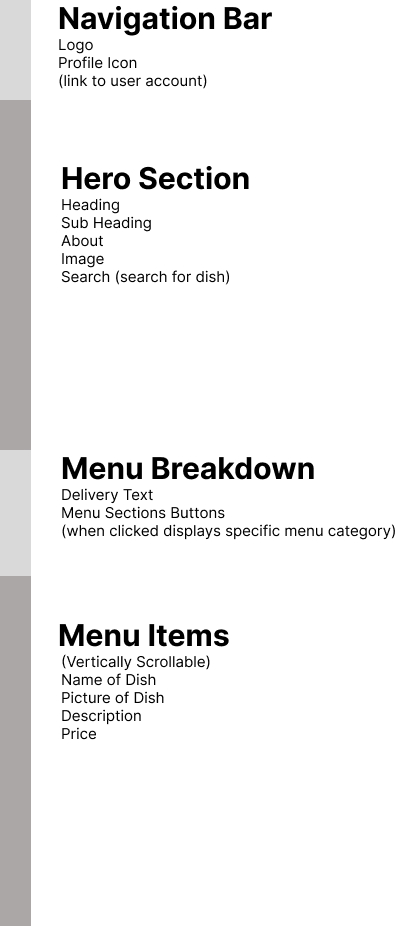 Navigation Bar
Logo
Profile Icon
(link to user account)
Hero Section
Heading
Sub Heading
About
Image
Search (search for dish)
Menu Breakdown
Delivery Text
Menu Sections Buttons
(when clicked displays specific menu category)
Menu Items
(Vertically Scrollable)
Name of Dish
Picture of Dish
Description
Price